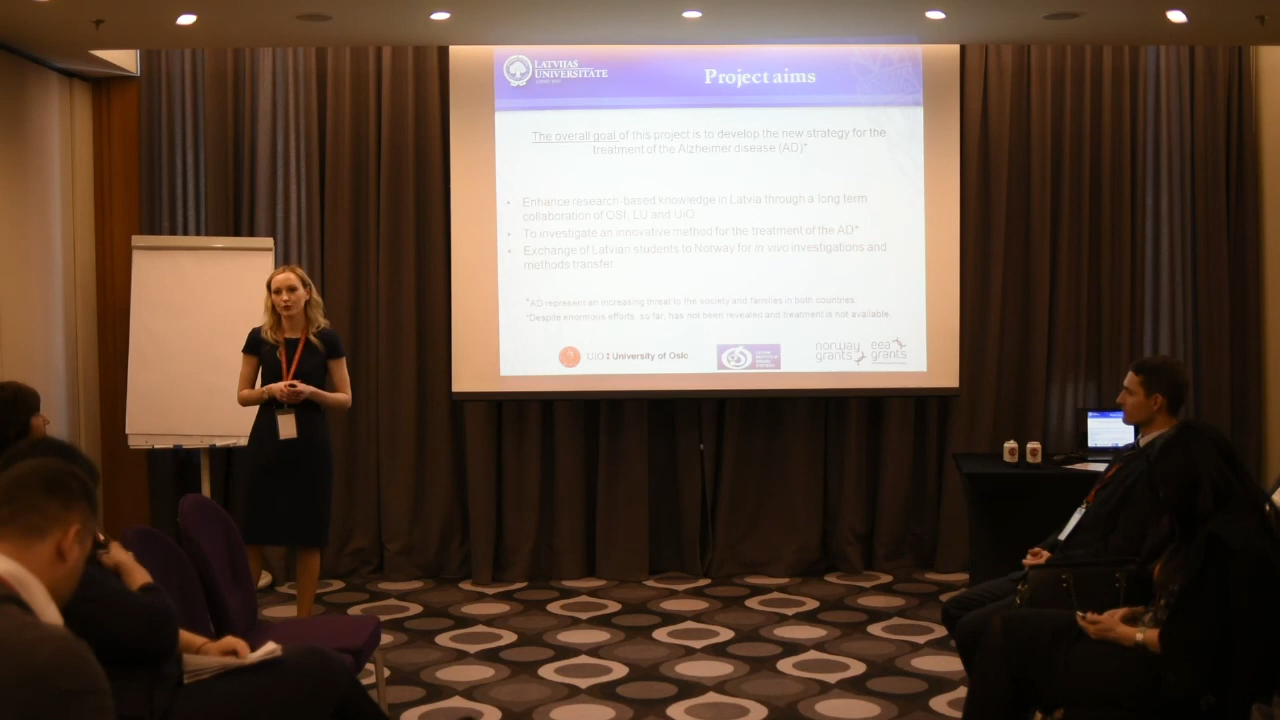 LATVIJAS
UNIVERSITĀTE
Project aims
The overall goal of this project is to develop the new strategy for the
treatment of the Alzheimer disease (AD)*
• Enhance research-based knowledge in Latvia through a long term
collaboration of OSI, LU and UiO
• To investigate an innovative method for the treatment of the AD*
• Exchange of Latvian students to Norway for in vivo investigations and
methods transfer
*AD represent an increasing threat to the society and families in both countries.
*Despite enormous efforts, so far, has not been revealed and treatment is not available.
UiO : University of Oslo
norway
grants
eea
grants